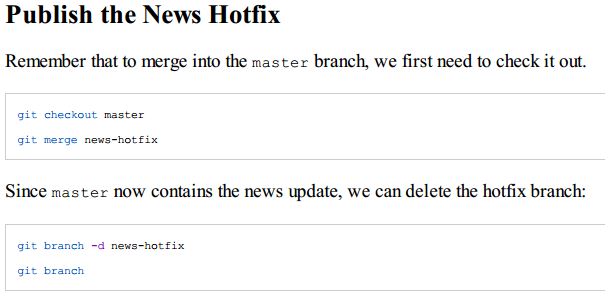 Publish the News Hotfix
Remember that to merge into the master branch, we first need to check it out.
git checkout master
git merge news-hotfix
Since master now contains the news update, we can delete the hotfix branch:
git branch -d news-hotfix
git branch